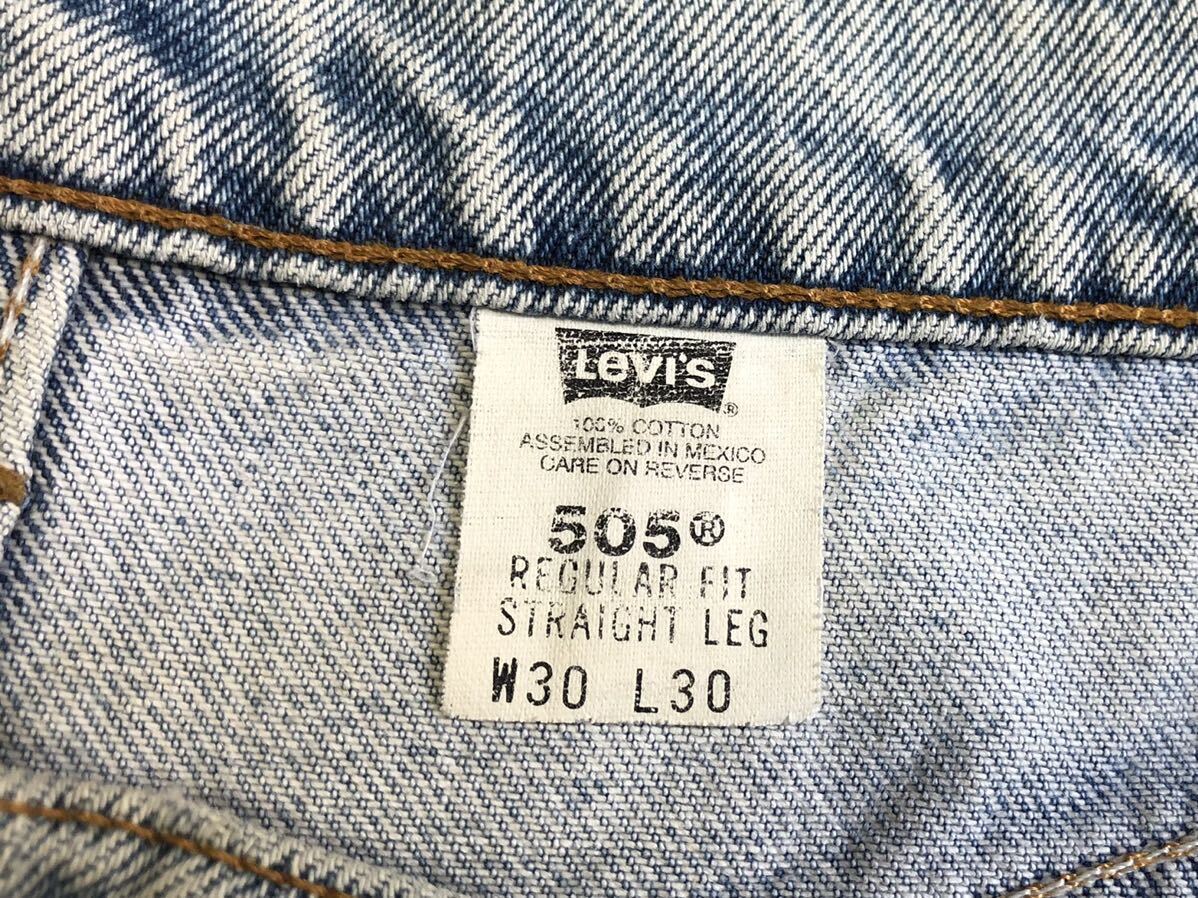 Levi's®
100% COTTON
ASSEMBLED IN MEXICO
CARE ON REVERSE
505®
REGULAR FIT
STRAIGHT LEG
W30 L30